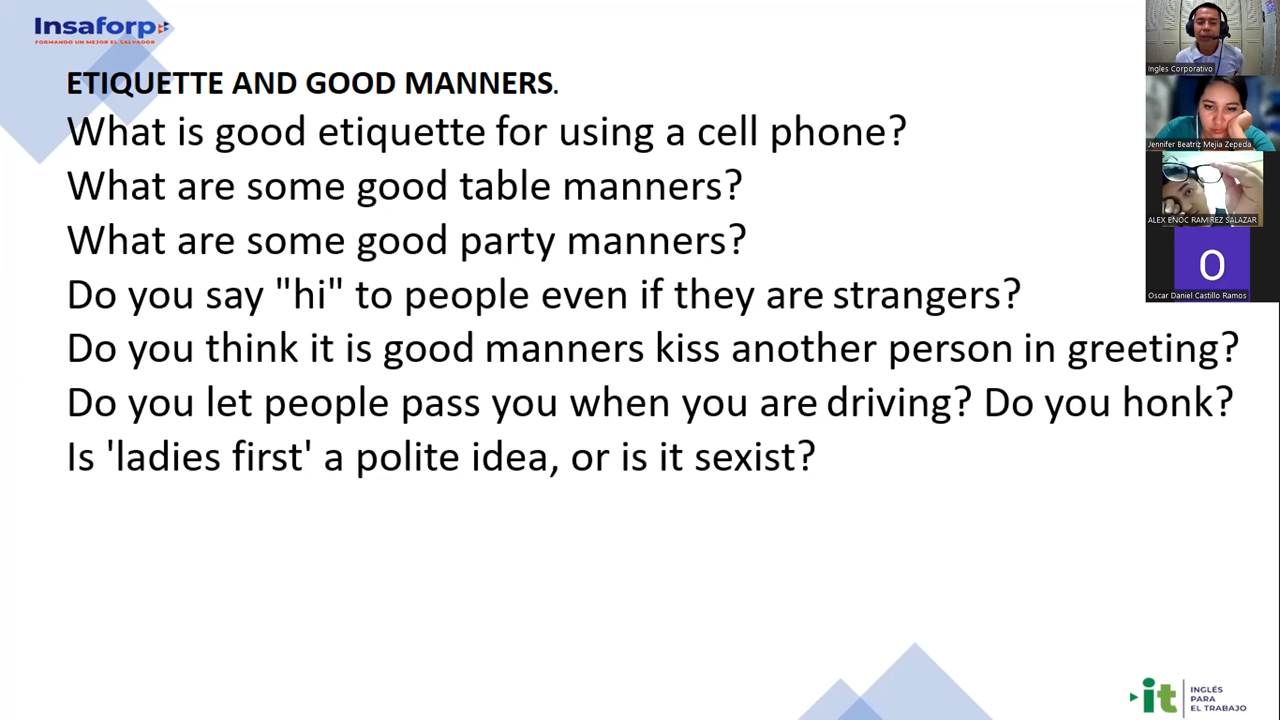 Insaforp
FORMANDO UN MEJOR EL SALVADOR
ETIQUETTE AND GOOD MANNERS.
What is good etiquette for using a cell phone?
What are some good table manners?
What are some good party manners?
Do you say "hi" to people even if they are strangers?
Do you think it is good manners kiss another person in greeting?
Do you let people pass you when you are driving? Do you honk?
Is 'ladies first' a polite idea, or is it sexist?
Ingles Corporativo
Jennifer Beatriz Mejia Zepeda
ALEX ENOC RAMIREZ SALAZAR
O
Oscar Daniel Castillo Ramos
it
INGLÉS
PARA
EL TRABAJO